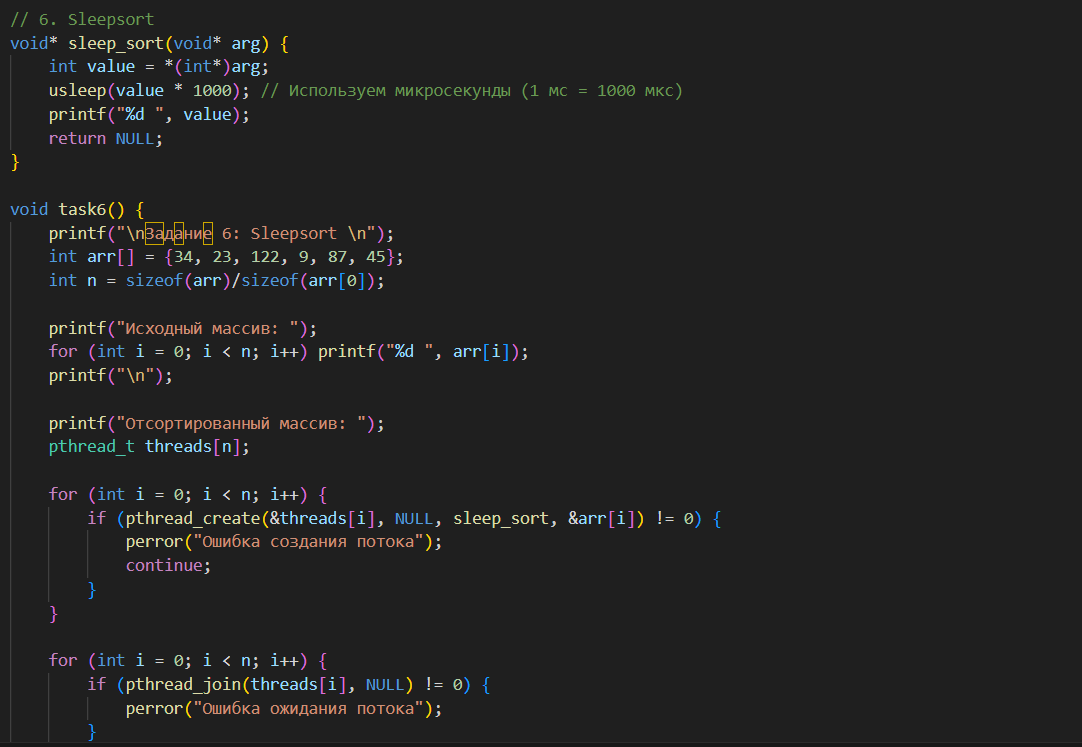 // 6. Sleepsort
void* sleep_sort(void* arg) {
    int value = *(int*)arg;
    usleep(value * 1000); // Используем микросекунды (1 мс = 1000 мкс)
    printf("%d ", value);
    return NULL;
}

void task6() {
    printf("\nЗадание 6: Sleepsort \n");
    int arr[] = {34, 23, 122, 9, 87, 45};
    int n = sizeof(arr)/sizeof(arr[0]);

    printf("Исходный массив: ");
    for (int i = 0; i < n; i++) printf("%d ", arr[i]);
    printf("\n");

    printf("Отсортированный массив: ");
    pthread_t threads[n];

    for (int i = 0; i < n; i++) {
        if (pthread_create(&threads[i], NULL, sleep_sort, &arr[i]) != 0) {
            perror("Ошибка создания потока");
            continue;
        }
    }

    for (int i = 0; i < n; i++) {
        if (pthread_join(threads[i], NULL) != 0) {
            perror("Ошибка ожидания потока");
        }